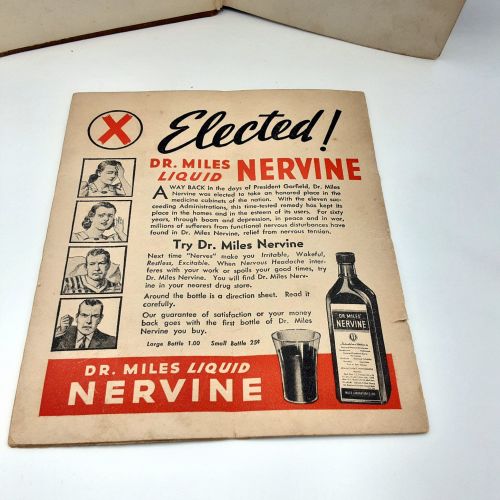 X
Elected!
DR. MILES
LIQUID NERVINE
AWAY BACK in the days of President Garfield, Dr. Miles
Nervine was elected to take an honored place in the
medicine cabinets of the nation. With the eleven suc-
ceeding Administrations, this time-tested remedy has kept its
place in the homes and in the esteem of its users. For sixty
years, through boom and depression, in peace and in war,
millions of sufferers from functional nervous disturbances have
found in Dr. Miles Nervine, relief from nervous tension.
Try Dr. Miles Nervine
Next time "Nerves" make you Irritable, Wakeful,
Restless, Excitable. When Nervous Headache inter-
feres with your work or spoils your good times, try
Dr. Miles Nervine. You will find Dr. Miles Nerv-
ine in your nearest drug store.
Around the bottle is a direction sheet. Read it
carefully.
Our guarantee of satisfaction or your money
back goes with the first bottle of Dr. Miles
Nervine you buy.
Large Bottle 1.00 Small Bottle 25¢
DR. MILES'
NERVINE
DR. MILES LIQUID
NERVINE